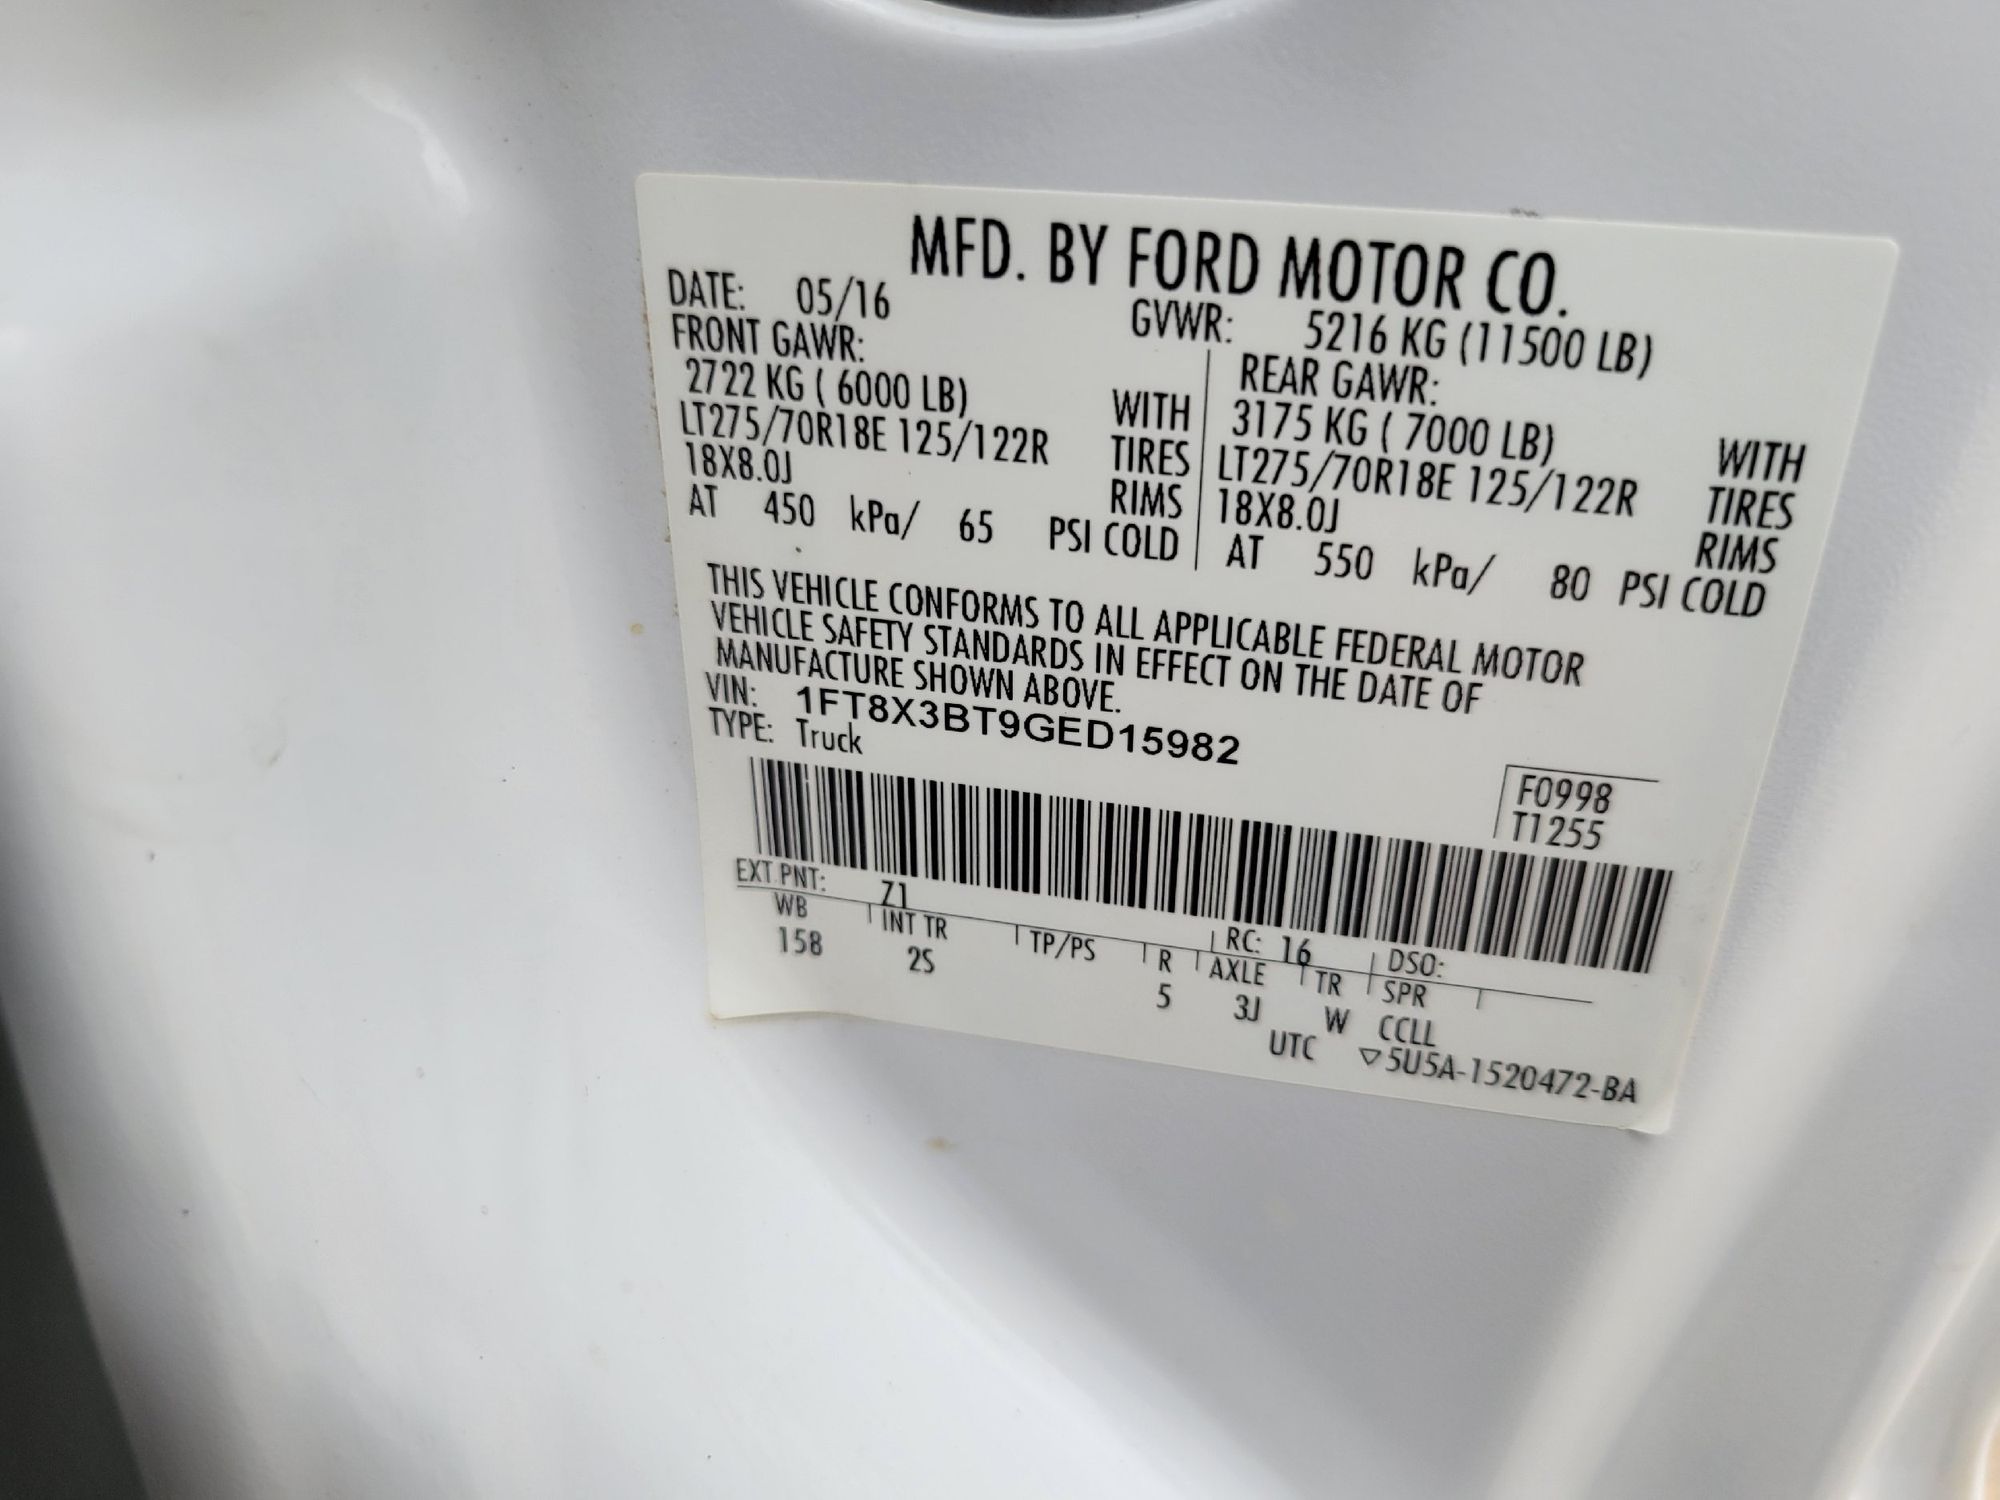 MFD. BY FORD MOTOR CO.
DATE: 05/16 GVWR: 5216 KG (11500 LB)
FRONT GAWR: REAR GAWR:
2722 KG ( 6000 LB) WITH 3175 KG ( 7000 LB) WITH
LT275/70R18E 125/122R TIRES LT275/70R18E 125/122R TIRES
18X8.0J RIMS 18X8.0J RIMS
AT 450 kPa/ 65 PSI COLD AT 550 kPa/ 80 PSI COLD
THIS VEHICLE CONFORMS TO ALL APPLICABLE FEDERAL MOTOR
VEHICLE SAFETY STANDARDS IN EFFECT ON THE DATE OF
MANUFACTURE SHOWN ABOVE.
VIN: 1FT8X3BT9GED15982
TYPE: Truck
F0998
T1255
EXT PNT: Z1 RC: 16 DSO:
WB INT TR TP/PS R AXLE TR SPR
158 2S 5 3J W CCLL
UTC ▽5U5A-1520472-BA